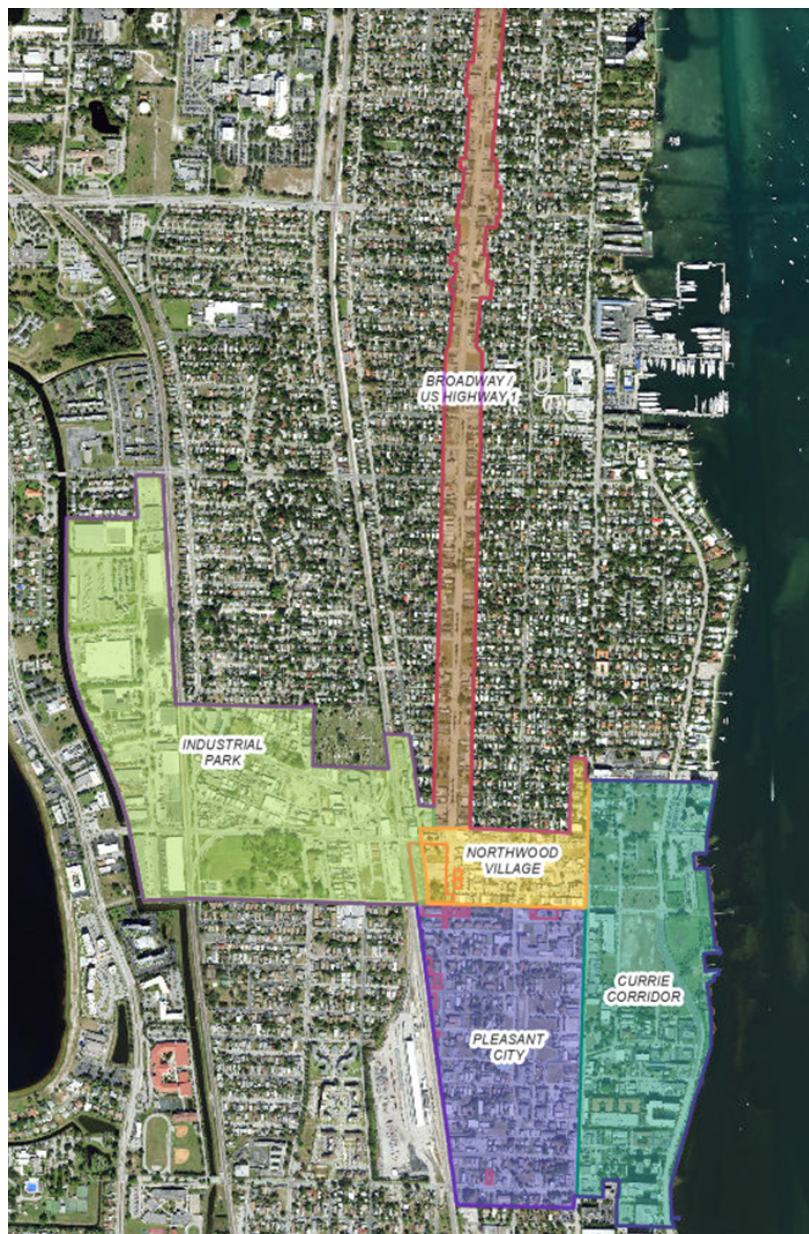 BROADWAY /
US HIGHWAY 1
INDUSTRIAL
PARK
NORTHWOOD
VILLAGE
CURRIE
CORRIDOR
PLEASANT
CITY